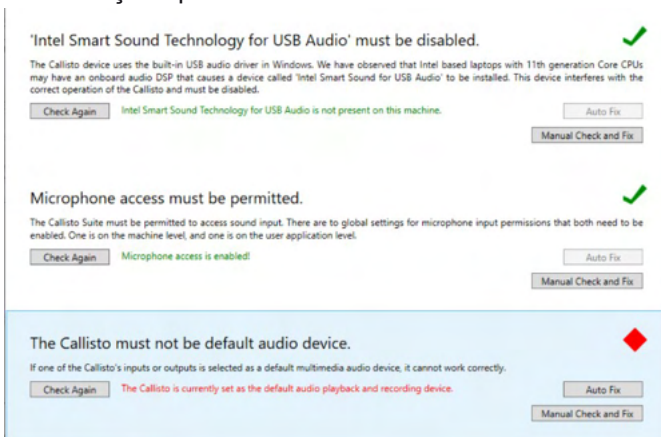 'Intel Smart Sound Technology for USB Audio' must be disabled.
The Callisto device uses the built-in USB audio driver in Windows. We have observed that Intel based laptops with 11th generation Core CPUs
may have an onboard audio DSP that causes a device called 'Intel Smart Sound for USB Audio' to be installed. This device interferes with the
correct operation of the Callisto and must be disabled.
Check Again Intel Smart Sound Technology for USB Audio is not present on this machine. Auto Fix
Manual Check and Fix
Microphone access must be permitted.
The Callisto Suite must be permitted to access sound input. There are to global settings for microphone input permissions that both need to be
enabled. One is on the machine level, and one is on the user application level.
Check Again Microphone access is enabled! Auto Fix
Manual Check and Fix
The Callisto must not be default audio device.
If one of the Callisto's inputs or outputs is selected as a default multimedia audio device, it cannot work correctly.
Check Again The Callisto is currently set as the default audio playback and recording device. Auto Fix
Manual Check and Fix